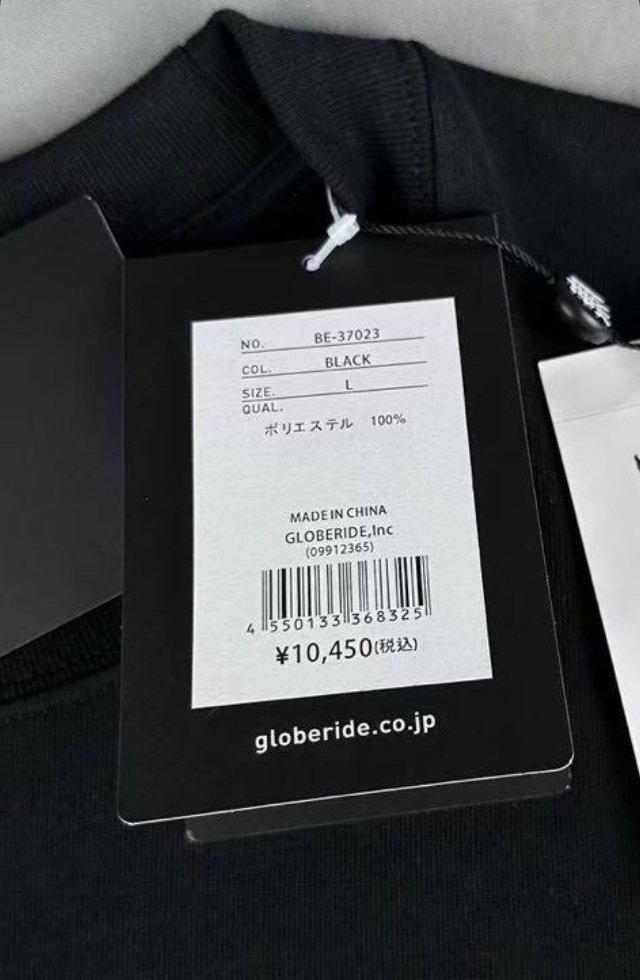 NO. BE-37023
COL. BLACK
SIZE. L
QUAL.
ポリエステル 100%
MADE IN CHINA
GLOBERIDE,Inc
(09912365)
4 550133 368325
¥10,450(税込)
globeride.co.jp